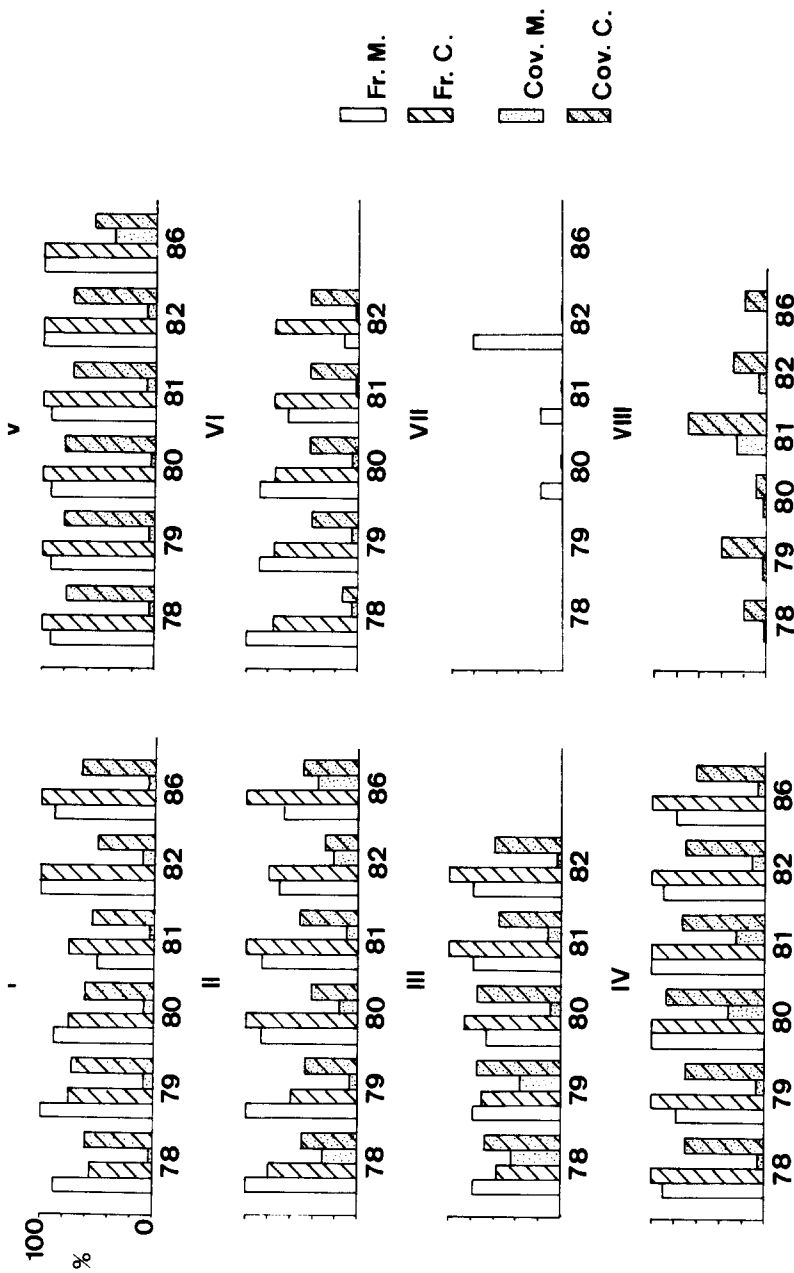 I
V
100
%
0
78 79 80 81 82 86
78 79 80 81 82 86
II
VI
78 79 80 81 82 86
78 79 80 81 82
III
VII
78 79 80 81 82
78 79 80 81 82 86
IV
VIII
78 79 80 81 82 86
78 79 80 81 82 86
Fr. M.
Fr. C.
Cov. M.
Cov. C.